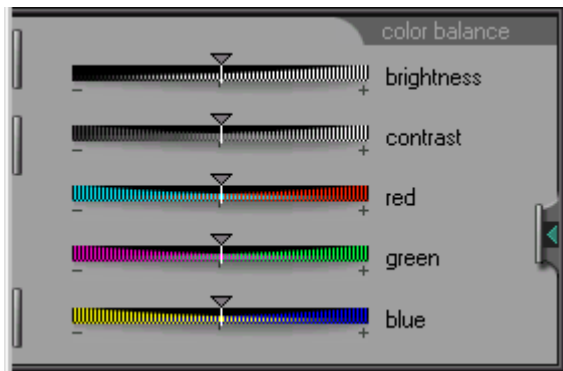 color balance
brightness
- +
contrast
- +
red
- +
green
- +
blue
- +